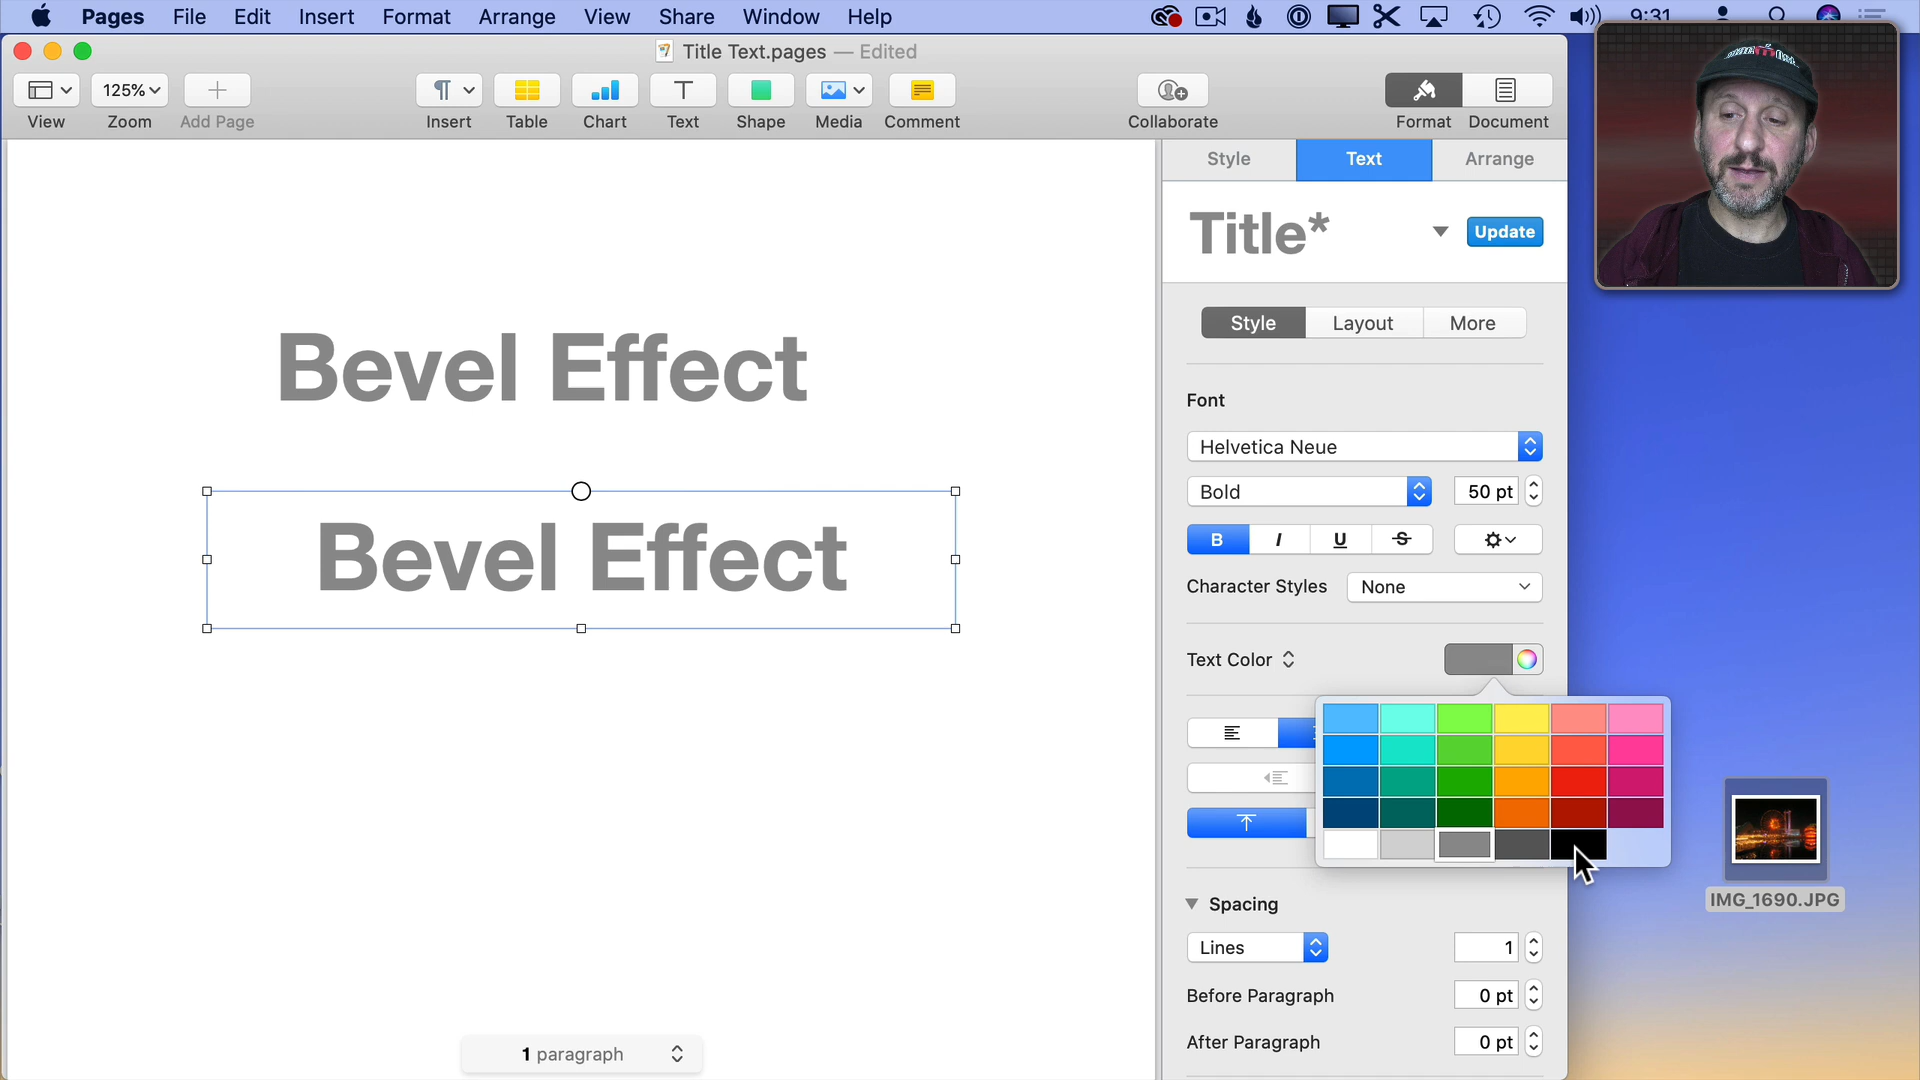 Pages File Edit Insert Format Arrange View Share Window Help 9:31
Title Text.pages — Edited
125%
View Zoom Add Page Insert Table Chart Text Shape Media Comment Collaborate Format Document
Style Text Arrange
Title* Update
Style Layout More
Bevel Effect
Font
Helvetica Neue
Bold 50 pt
B I U S
Bevel Effect
Character Styles None
Text Color
Spacing
IMG_1690.JPG
Lines 1
Before Paragraph 0 pt
After Paragraph 0 pt
1 paragraph